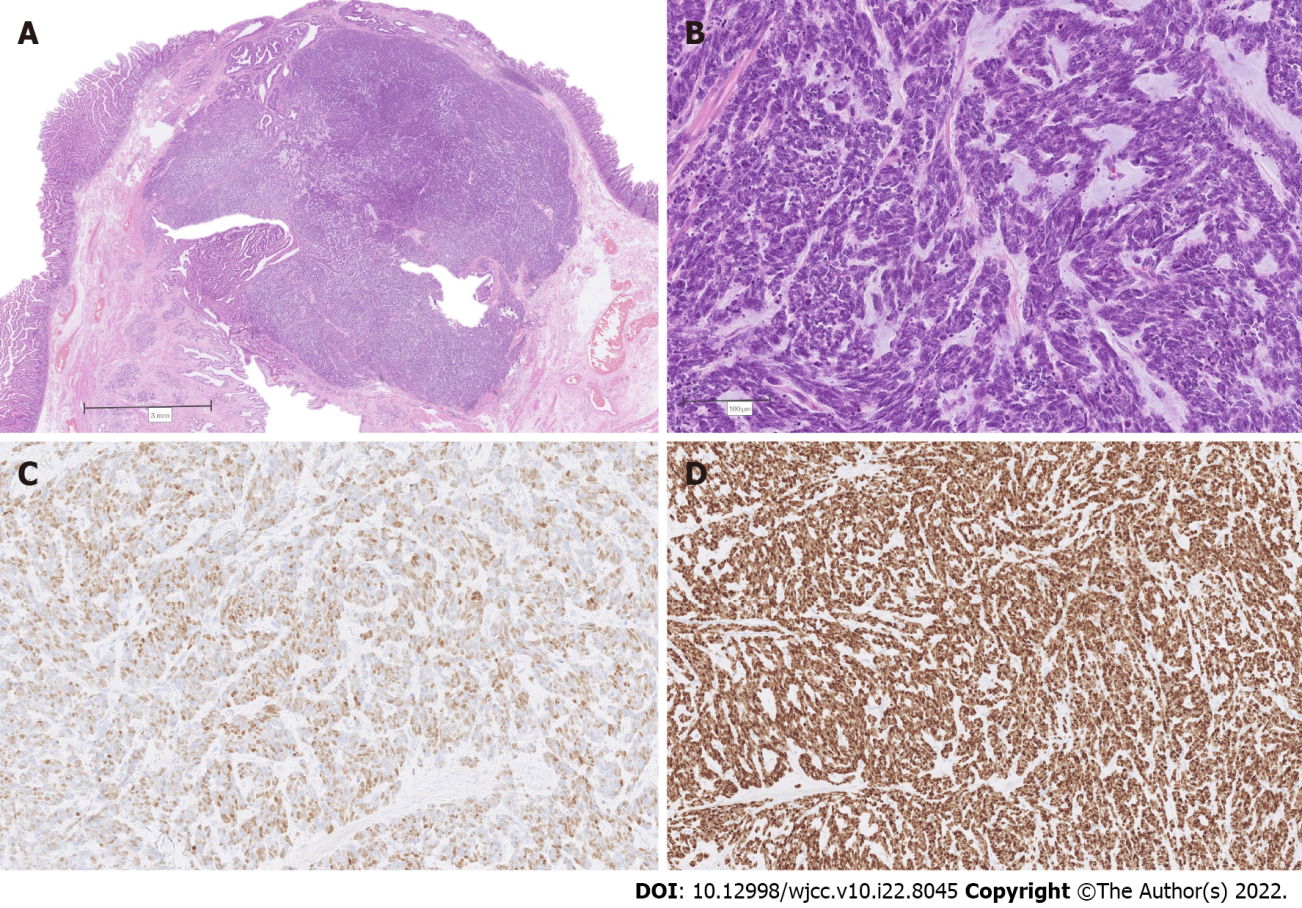 A
B
3 mm
100 µm
C
D
DOI: 10.12998/wjcc.v10.i22.8045 Copyright ©The Author(s) 2022.